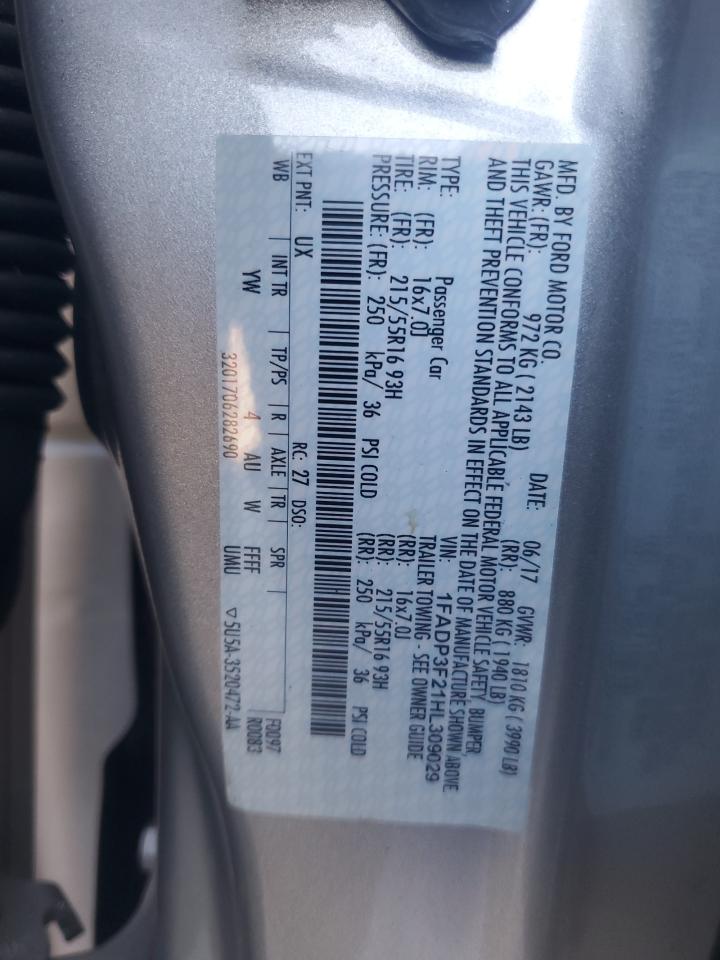 MFD. BY FORD MOTOR CO.
DATE: 06/17 GVWR: 1810 KG ( 3990 LB)
GAWR: (FR): 972 KG ( 2143 LB) (RR): 880 KG ( 1940 LB)
THIS VEHICLE CONFORMS TO ALL APPLICABLE FEDERAL MOTOR VEHICLE SAFETY, BUMPER,
AND THEFT PREVENTION STANDARDS IN EFFECT ON THE DATE OF MANUFACTURE SHOWN ABOVE.
VIN: 1FADP3F21HL309029
TYPE: Passenger Car TRAILER TOWING - SEE OWNER GUIDE
RIM: (FR): 16x7.0J (RR): 16x7.0J
TIRE: (FR): 215/55R16 93H (RR): 215/55R16 93H
PRESSURE: (FR): 250 kPa/ 36 PSI COLD (RR): 250 kPa/ 36 PSI COLD
EXT PNT: UX RC: 27 DSO: F0097
R0083
WB INT TR TP/PS R AXLE TR SPR
YW 4 AU W FFFF
3201706282690 UMU ▽ 5U5A-3520472-AA